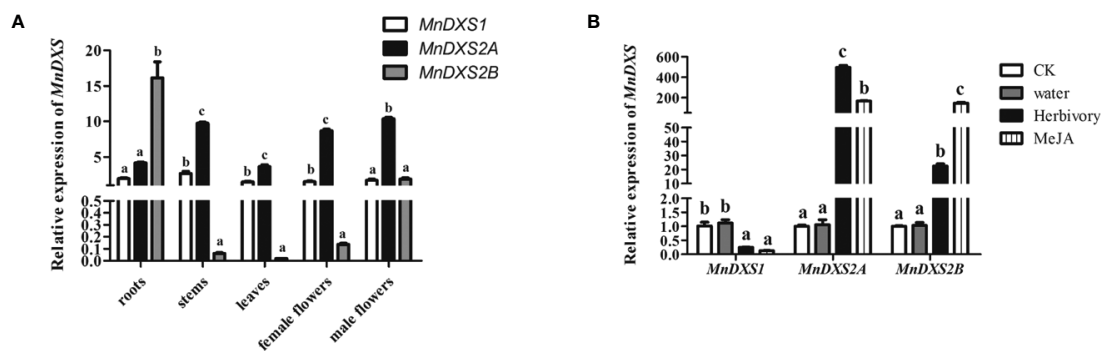 A
B
MnDXS1
MnDXS2A
MnDXS2B
Relative expression of MnDXS
20
15
10
5
0.5
0.4
0.3
0.2
0.1
0.0
a a b
b c a
b c a
b c a
a b a
roots
stems
leaves
female flowers
male flowers
Relative expression of MnDXS
600
400
200
50
40
30
20
10
2.0
1.5
1.0
0.5
0.0
b b a a
a a c b
a a b c
MnDXS1
MnDXS2A
MnDXS2B
CK
water
Herbivory
MeJA